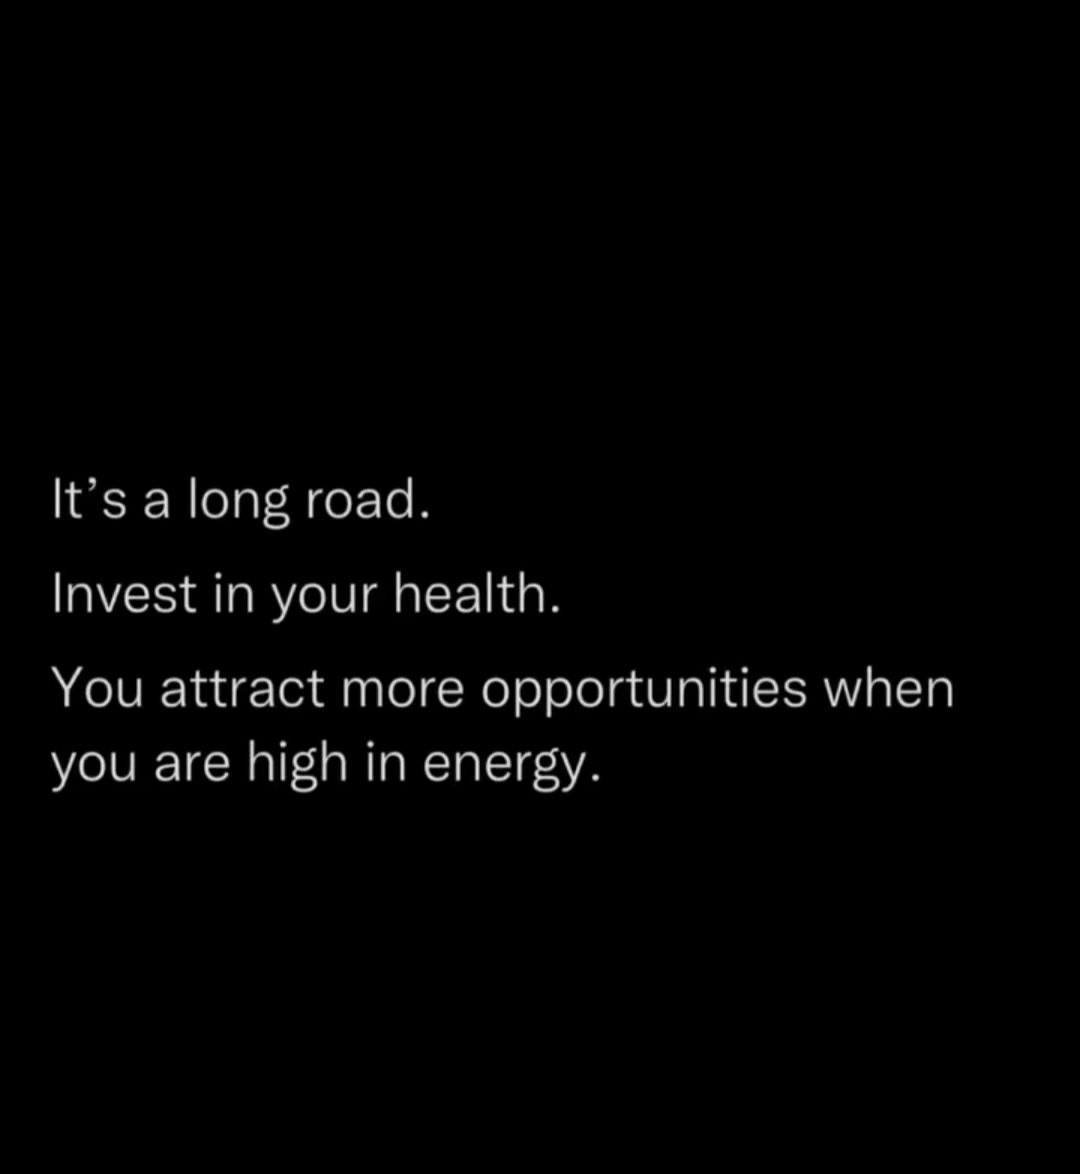 It’s a long road.
Invest in your health.
You attract more opportunities when
you are high in energy.